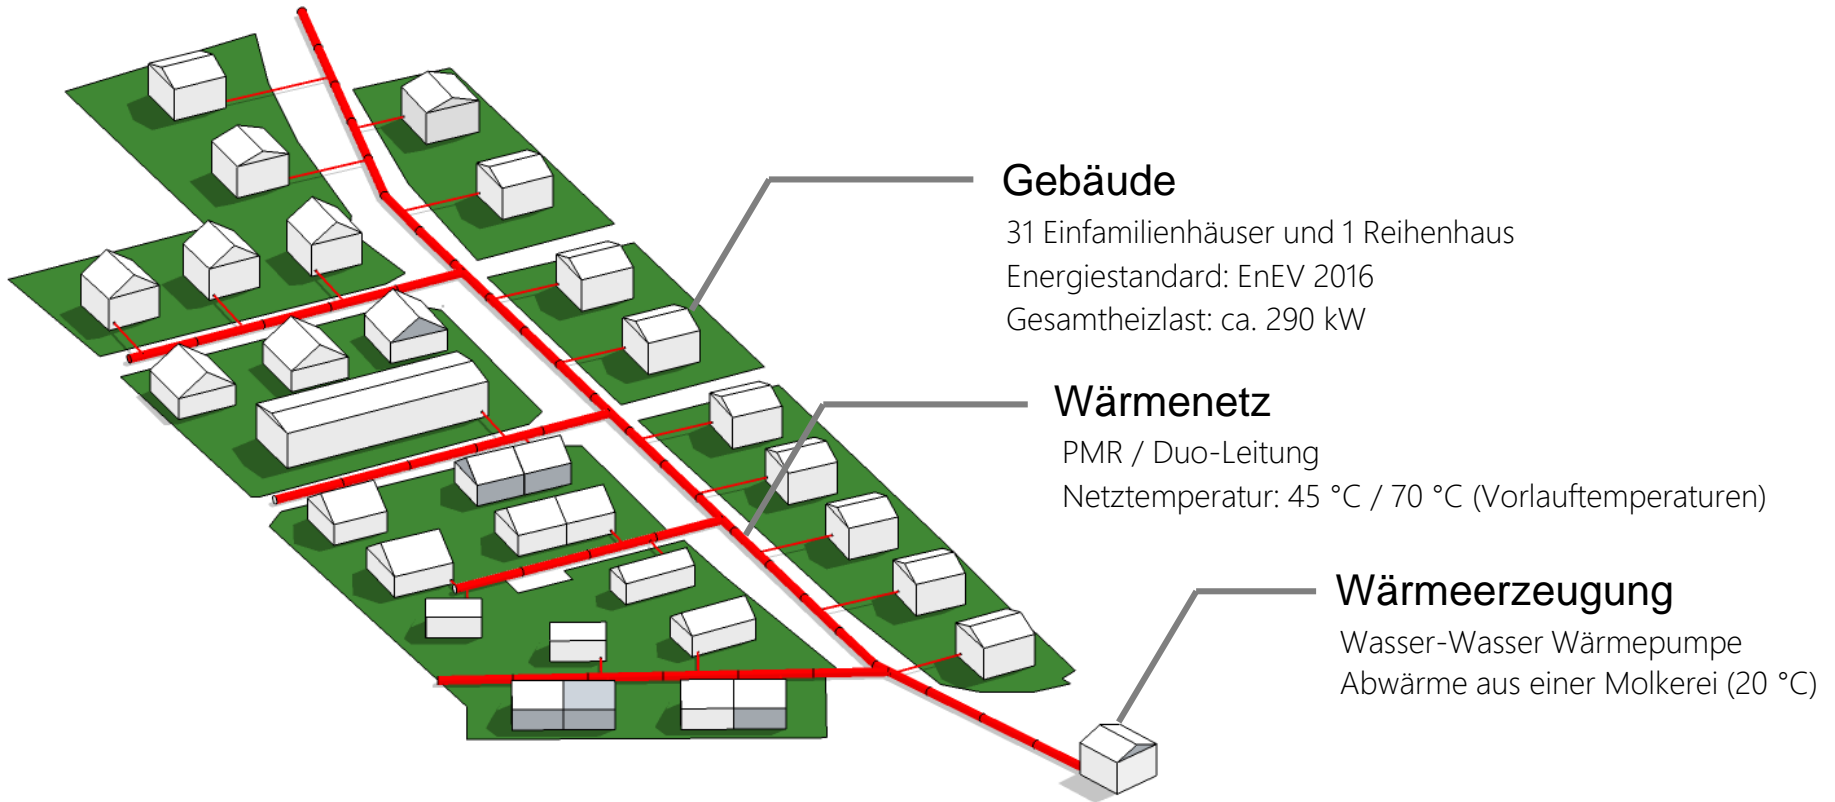 Gebäude
31 Einfamilienhäuser und 1 Reihenhaus
Energiestandard: EnEV 2016
Gesamtheizlast: ca. 290 kW
Wärmenetz
PMR / Duo-Leitung
Netztemperatur: 45 °C / 70 °C (Vorlauftemperaturen)
Wärmeerzeugung
Wasser-Wasser Wärmepumpe
Abwärme aus einer Molkerei (20 °C)